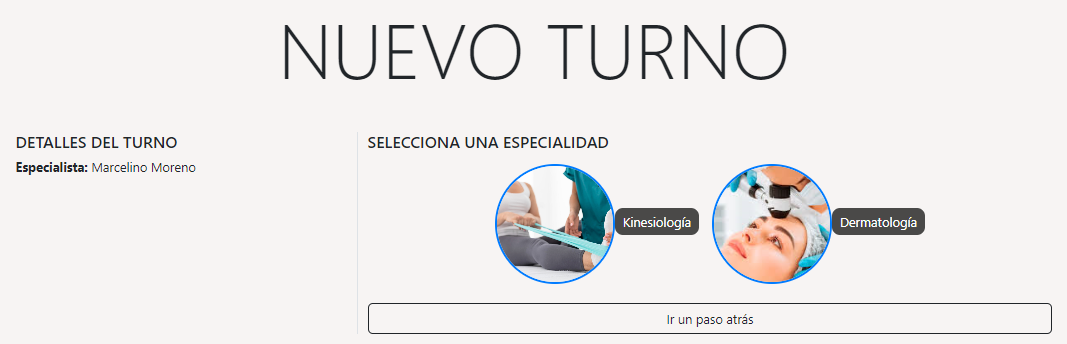 NUEVO TURNO
DETALLES DEL TURNO
Especialista: Marcelino Moreno
SELECCIONA UNA ESPECIALIDAD
Kinesiología
Dermatología
Ir un paso atrás